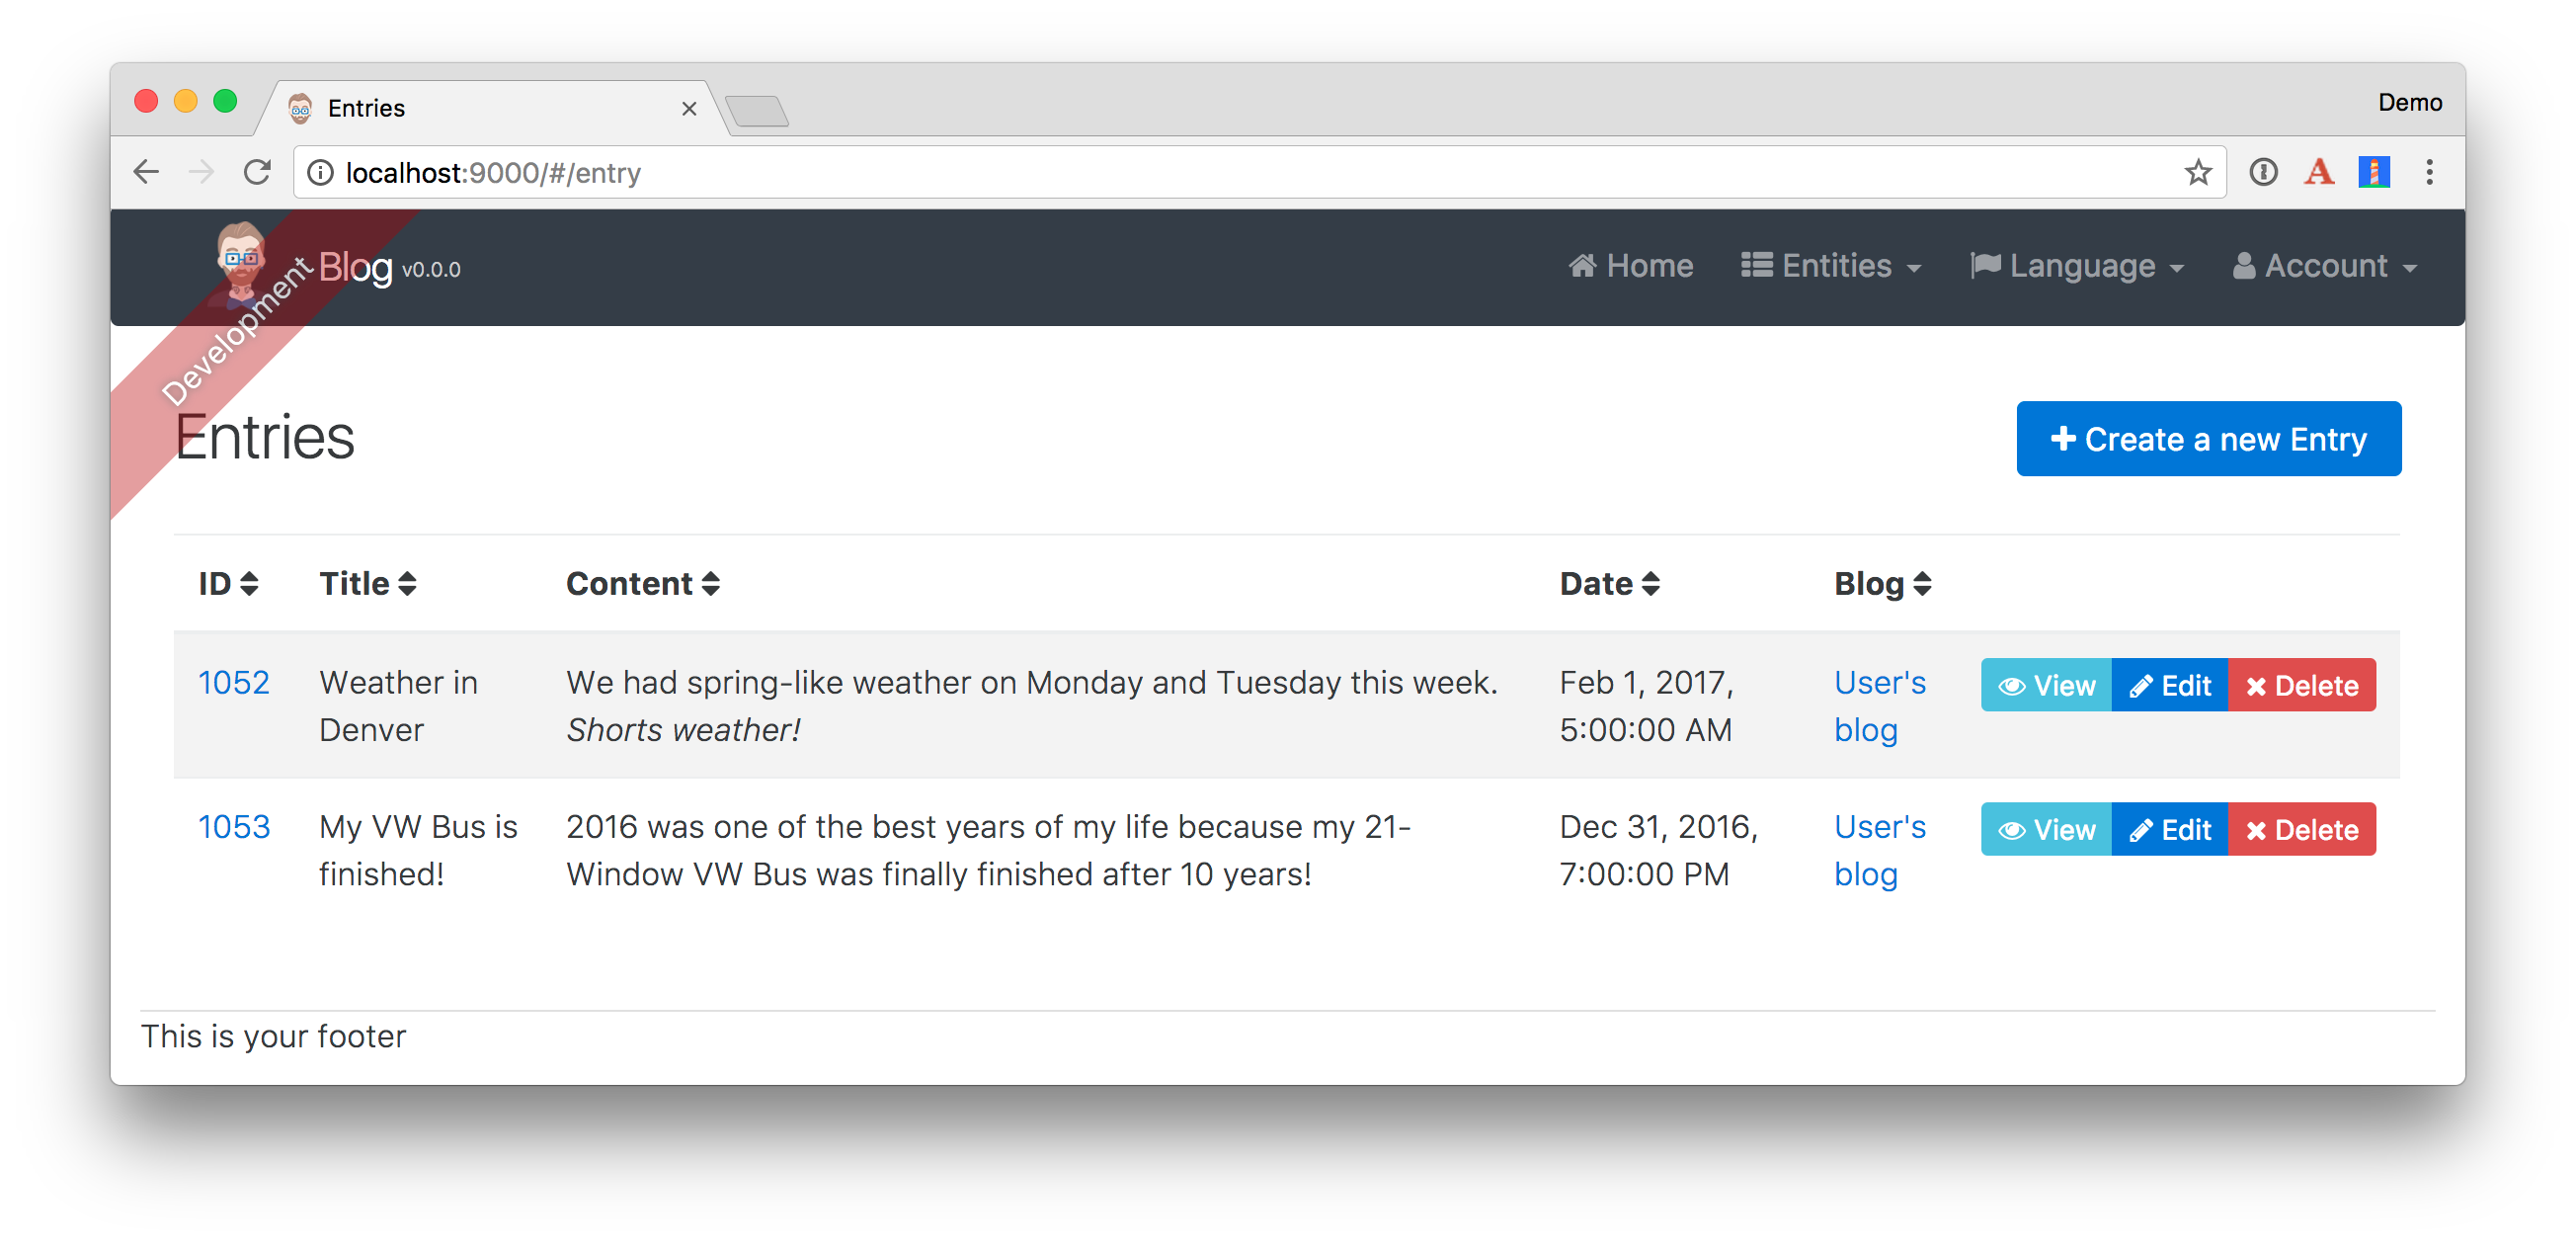 Entries
Demo
localhost:9000/#/entry
Development
Blog v0.0.0
Home Entities Language Account
Entries
Create a new Entry
ID Title Content Date Blog
1052 Weather in We had spring-like weather on Monday and Tuesday this week. Feb 1, 2017, User's View Edit Delete
Denver Shorts weather! 5:00:00 AM blog
1053 My VW Bus is 2016 was one of the best years of my life because my 21- Dec 31, 2016, User's View Edit Delete
finished! Window VW Bus was finally finished after 10 years! 7:00:00 PM blog
This is your footer